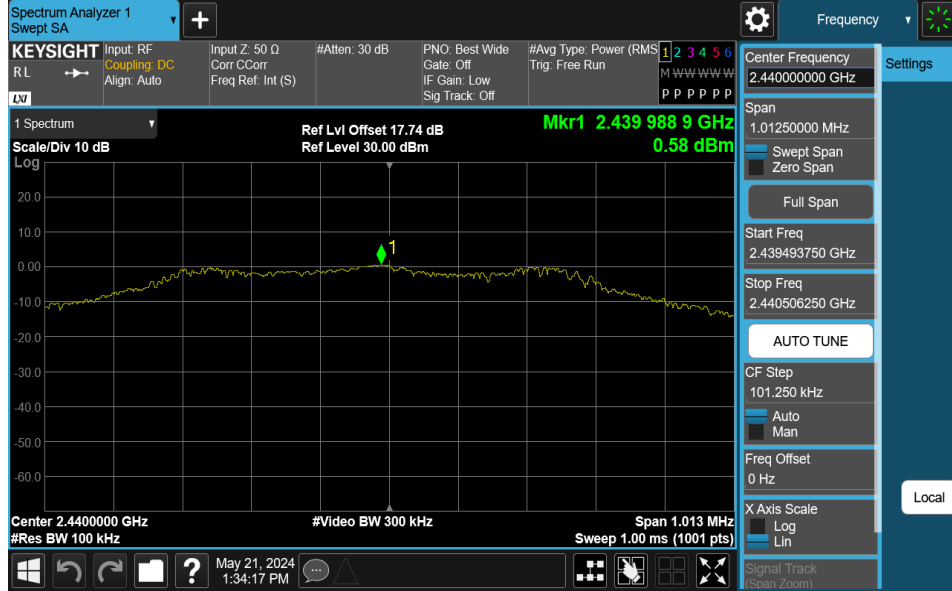 Spectrum Analyzer 1
Swept SA
+
Frequency
KEYSIGHT
RL
LXI
Input: RF
Coupling: DC
Align: Auto
Input Z: 50 Ω
Corr CCorr
Freq Ref: Int (S)
#Atten: 30 dB
PNO: Best Wide
Gate: Off
IF Gain: Low
Sig Track: Off
#Avg Type: Power (RMS
Trig: Free Run
1 2 3 4 5 6
M W W W W W
P P P P P P
Center Frequency
2.440000000 GHz
Settings
Span
1.01250000 MHz
Swept Span
Zero Span
Full Span
Start Freq
2.439493750 GHz
Stop Freq
2.440506250 GHz
AUTO TUNE
CF Step
101.250 kHz
Auto
Man
Freq Offset
0 Hz
X Axis Scale
Log
Lin
Signal Track
(Span Zoom)
Local
1 Spectrum
Scale/Div 10 dB
Ref Lvl Offset 17.74 dB
Ref Level 30.00 dBm
Mkr1 2.439 988 9 GHz
0.58 dBm
Log
20.0
10.0
1
0.00
-10.0
-20.0
-30.0
-40.0
-50.0
-60.0
Center 2.4400000 GHz
#Video BW 300 kHz
Span 1.013 MHz
#Res BW 100 kHz
Sweep 1.00 ms (1001 pts)
?
May 21, 2024
1:34:17 PM